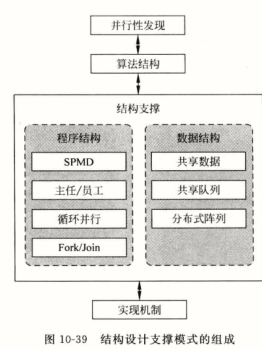 并行性发现
算法结构
结构支撑
程序结构
SPMD
主任/员工
循环并行
Fork/Join
数据结构
共享数据
共享队列
分布式阵列
实现机制
图 10-39 结构设计支撑模式的组成